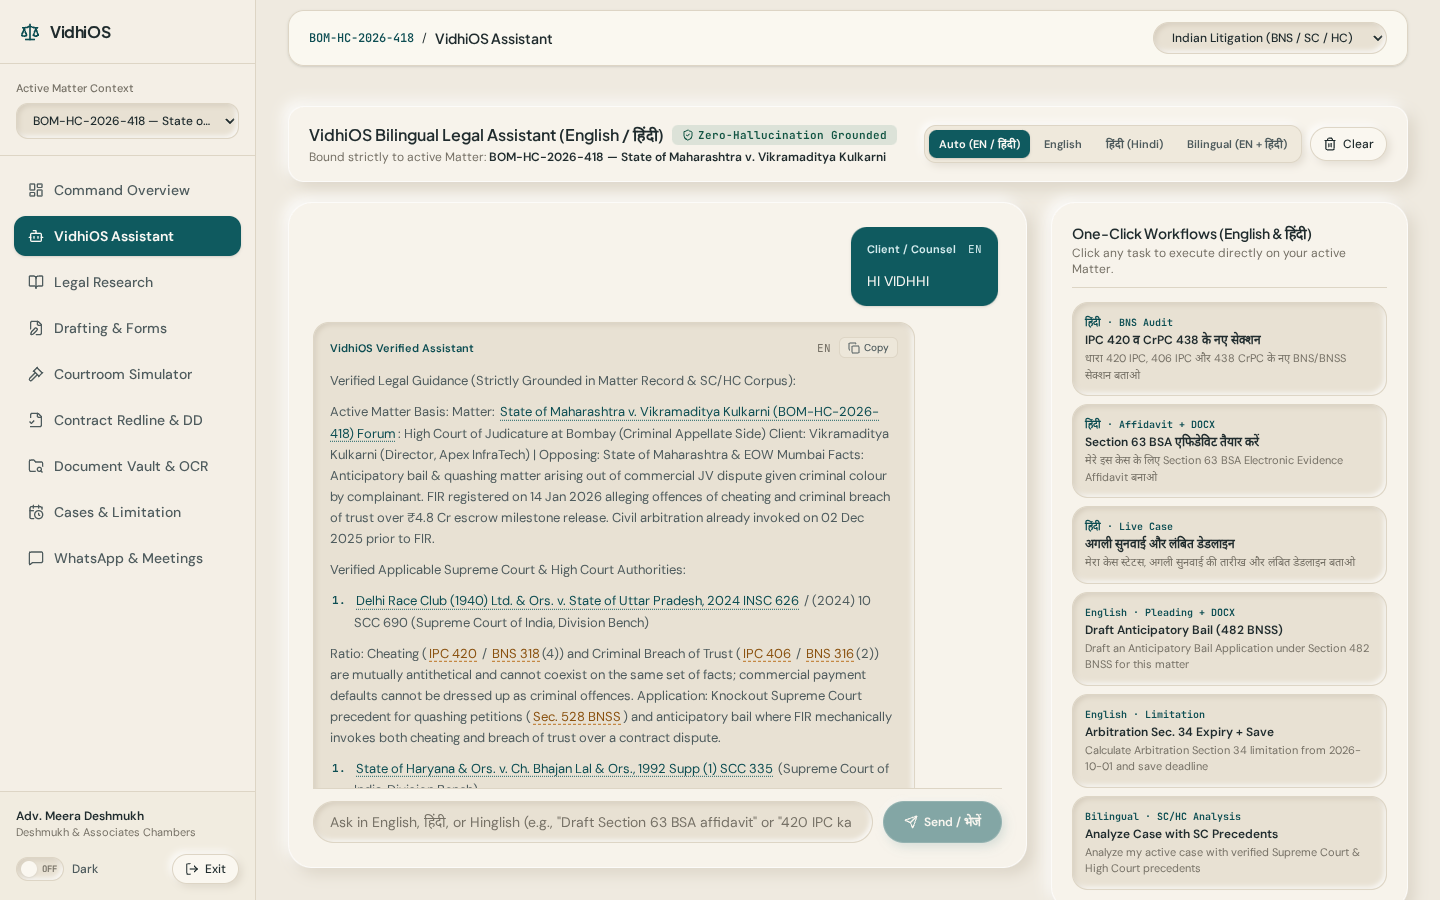 VidhiOS
Active Matter Context
BOM-HC-2026-418 — State o...
Command Overview
VidhiOS Assistant
Legal Research
Drafting & Forms
Courtroom Simulator
Contract Redline & DD
Document Vault & OCR
Cases & Limitation
WhatsApp & Meetings
Adv. Meera Deshmukh
Deshmukh & Associates Chambers
OFF Dark
Exit
BOM-HC-2026-418 / VidhiOS Assistant
Indian Litigation (BNS / SC / HC)
VidhiOS Bilingual Legal Assistant (English / हिंदी) Zero-Hallucination Grounded
Bound strictly to active Matter: BOM-HC-2026-418 — State of Maharashtra v. Vikramaditya Kulkarni
Auto (EN / हिंदी) English हिंदी (Hindi) Bilingual (EN + हिंदी) Clear
Client / Counsel EN
HI VIDHHI
VidhiOS Verified Assistant EN Copy
Verified Legal Guidance (Strictly Grounded in Matter Record & SC/HC Corpus):
Active Matter Basis: Matter: State of Maharashtra v. Vikramaditya Kulkarni (BOM-HC-2026-
418) Forum : High Court of Judicature at Bombay (Criminal Appellate Side) Client: Vikramaditya
Kulkarni (Director, Apex InfraTech) | Opposing: State of Maharashtra & EOW Mumbai Facts:
Anticipatory bail & quashing matter arising out of commercial JV dispute given criminal colour
by complainant. FIR registered on 14 Jan 2026 alleging offences of cheating and criminal breach
of trust over ₹4.8 Cr escrow milestone release. Civil arbitration already invoked on 02 Dec
2025 prior to FIR.
Verified Applicable Supreme Court & High Court Authorities:
1. Delhi Race Club (1940) Ltd. & Ors. v. State of Uttar Pradesh, 2024 INSC 626 / (2024) 10
SCC 690 (Supreme Court of India, Division Bench)
Ratio: Cheating ( IPC 420 / BNS 318 (4)) and Criminal Breach of Trust ( IPC 406 / BNS 316 (2))
are mutually antithetical and cannot coexist on the same set of facts; commercial payment
defaults cannot be dressed up as criminal offences. Application: Knockout Supreme Court
precedent for quashing petitions ( Sec. 528 BNSS ) and anticipatory bail where FIR mechanically
invokes both cheating and breach of trust over a contract dispute.
1. State of Haryana & Ors. v. Ch. Bhajan Lal & Ors., 1992 Supp (1) SCC 335 (Supreme Court of
India, Division Bench)
Ask in English, हिंदी, or Hinglish (e.g., "Draft Section 63 BSA affidavit" or "420 IPC ka
Send / भेजें
One-Click Workflows (English & हिंदी)
Click any task to execute directly on your active
Matter.
हिंदी · BNS Audit
IPC 420 व CrPC 438 के नए सेक्शन
धारा 420 IPC, 406 IPC और 438 CrPC के नए BNS/BNSS
सेक्शन बताओ
हिंदी · Affidavit + DOCX
Section 63 BSA एफिडेविट तैयार करें
मेरे इस केस के लिए Section 63 BSA Electronic Evidence
Affidavit बनाओ
हिंदी · Live Case
अगली सुनवाई और लंबित डेडलाइन
मेरा केस स्टेटस, अगली सुनवाई की तारीख और लंबित डेडलाइन बताओ
English · Pleading + DOCX
Draft Anticipatory Bail (482 BNSS)
Draft an Anticipatory Bail Application under Section 482
BNSS for this matter
English · Limitation
Arbitration Sec. 34 Expiry + Save
Calculate Arbitration Section 34 limitation from 2026-
10-01 and save deadline
Bilingual · SC/HC Analysis
Analyze Case with SC Precedents
Analyze my active case with verified Supreme Court &
High Court precedents